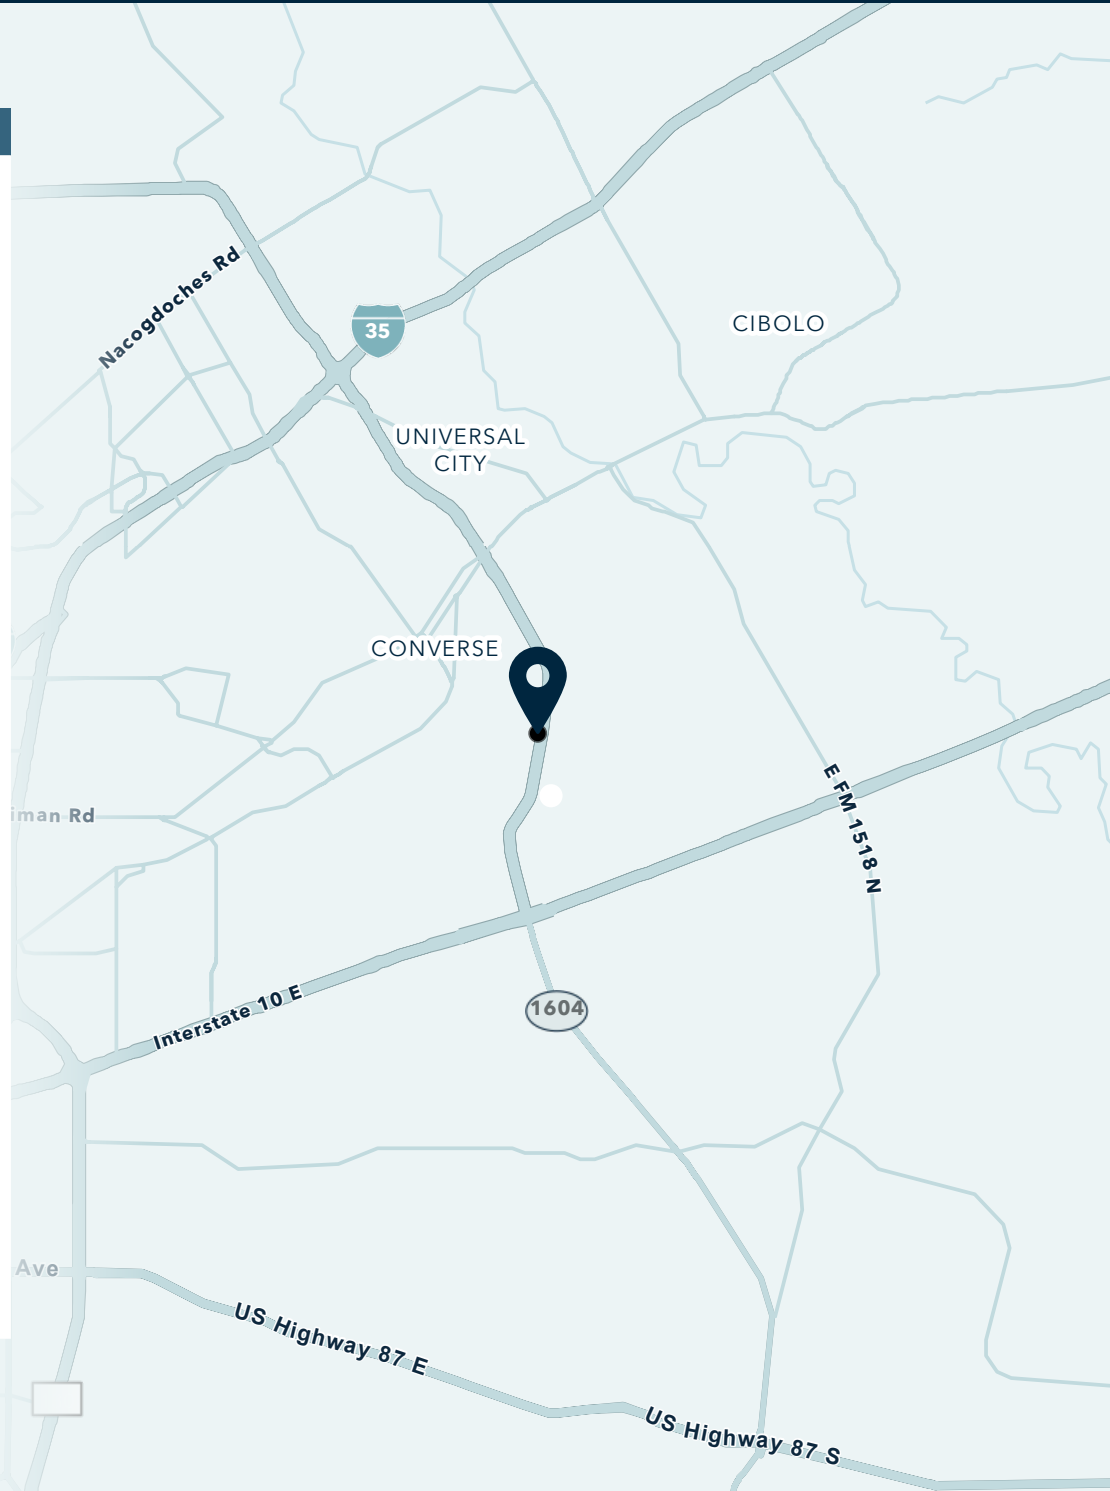 Nacogdoches Rd
35
CIBOLO
UNIVERSAL
CITY
CONVERSE
iman Rd
E FM 1518 N
Interstate 10 E
1604
Ave
US Highway 87 E
US Highway 87 S